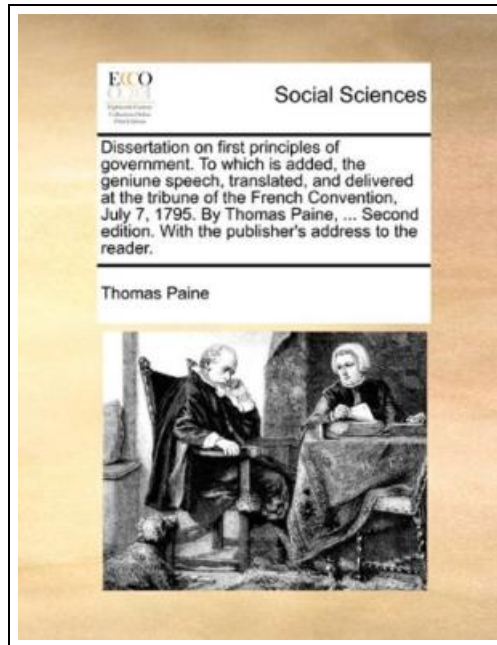 ECCO
Social Sciences
Dissertation on first principles of
government. To which is added, the
geniune speech, translated, and delivered
at the tribune of the French Convention,
July 7, 1795. By Thomas Paine, ... Second
edition. With the publisher's address to the
reader.
Thomas Paine